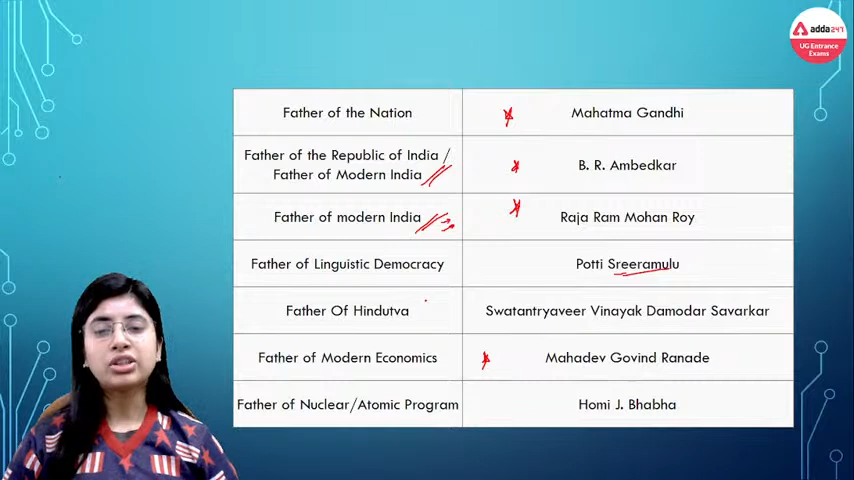 adda247
UG Entrance
Exams
Father of the Nation
Mahatma Gandhi
Father of the Republic of India /
Father of Modern India
B. R. Ambedkar
Father of modern India
Raja Ram Mohan Roy
Father of Linguistic Democracy
Potti Sreeramulu
Father Of Hindutva
Swatantryaveer Vinayak Damodar Savarkar
Father of Modern Economics
Mahadev Govind Ranade
Father of Nuclear/Atomic Program
Homi J. Bhabha